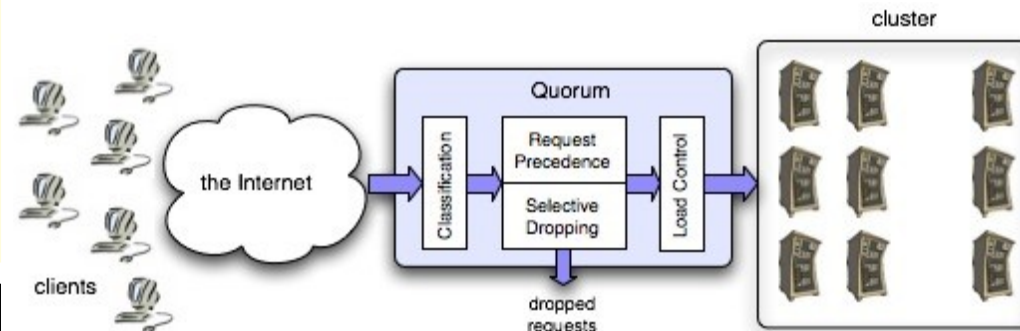 cluster
Quorum
Classification
Request
Precedence
Selective
Dropping
Load Control
the Internet
clients
dropped
requests